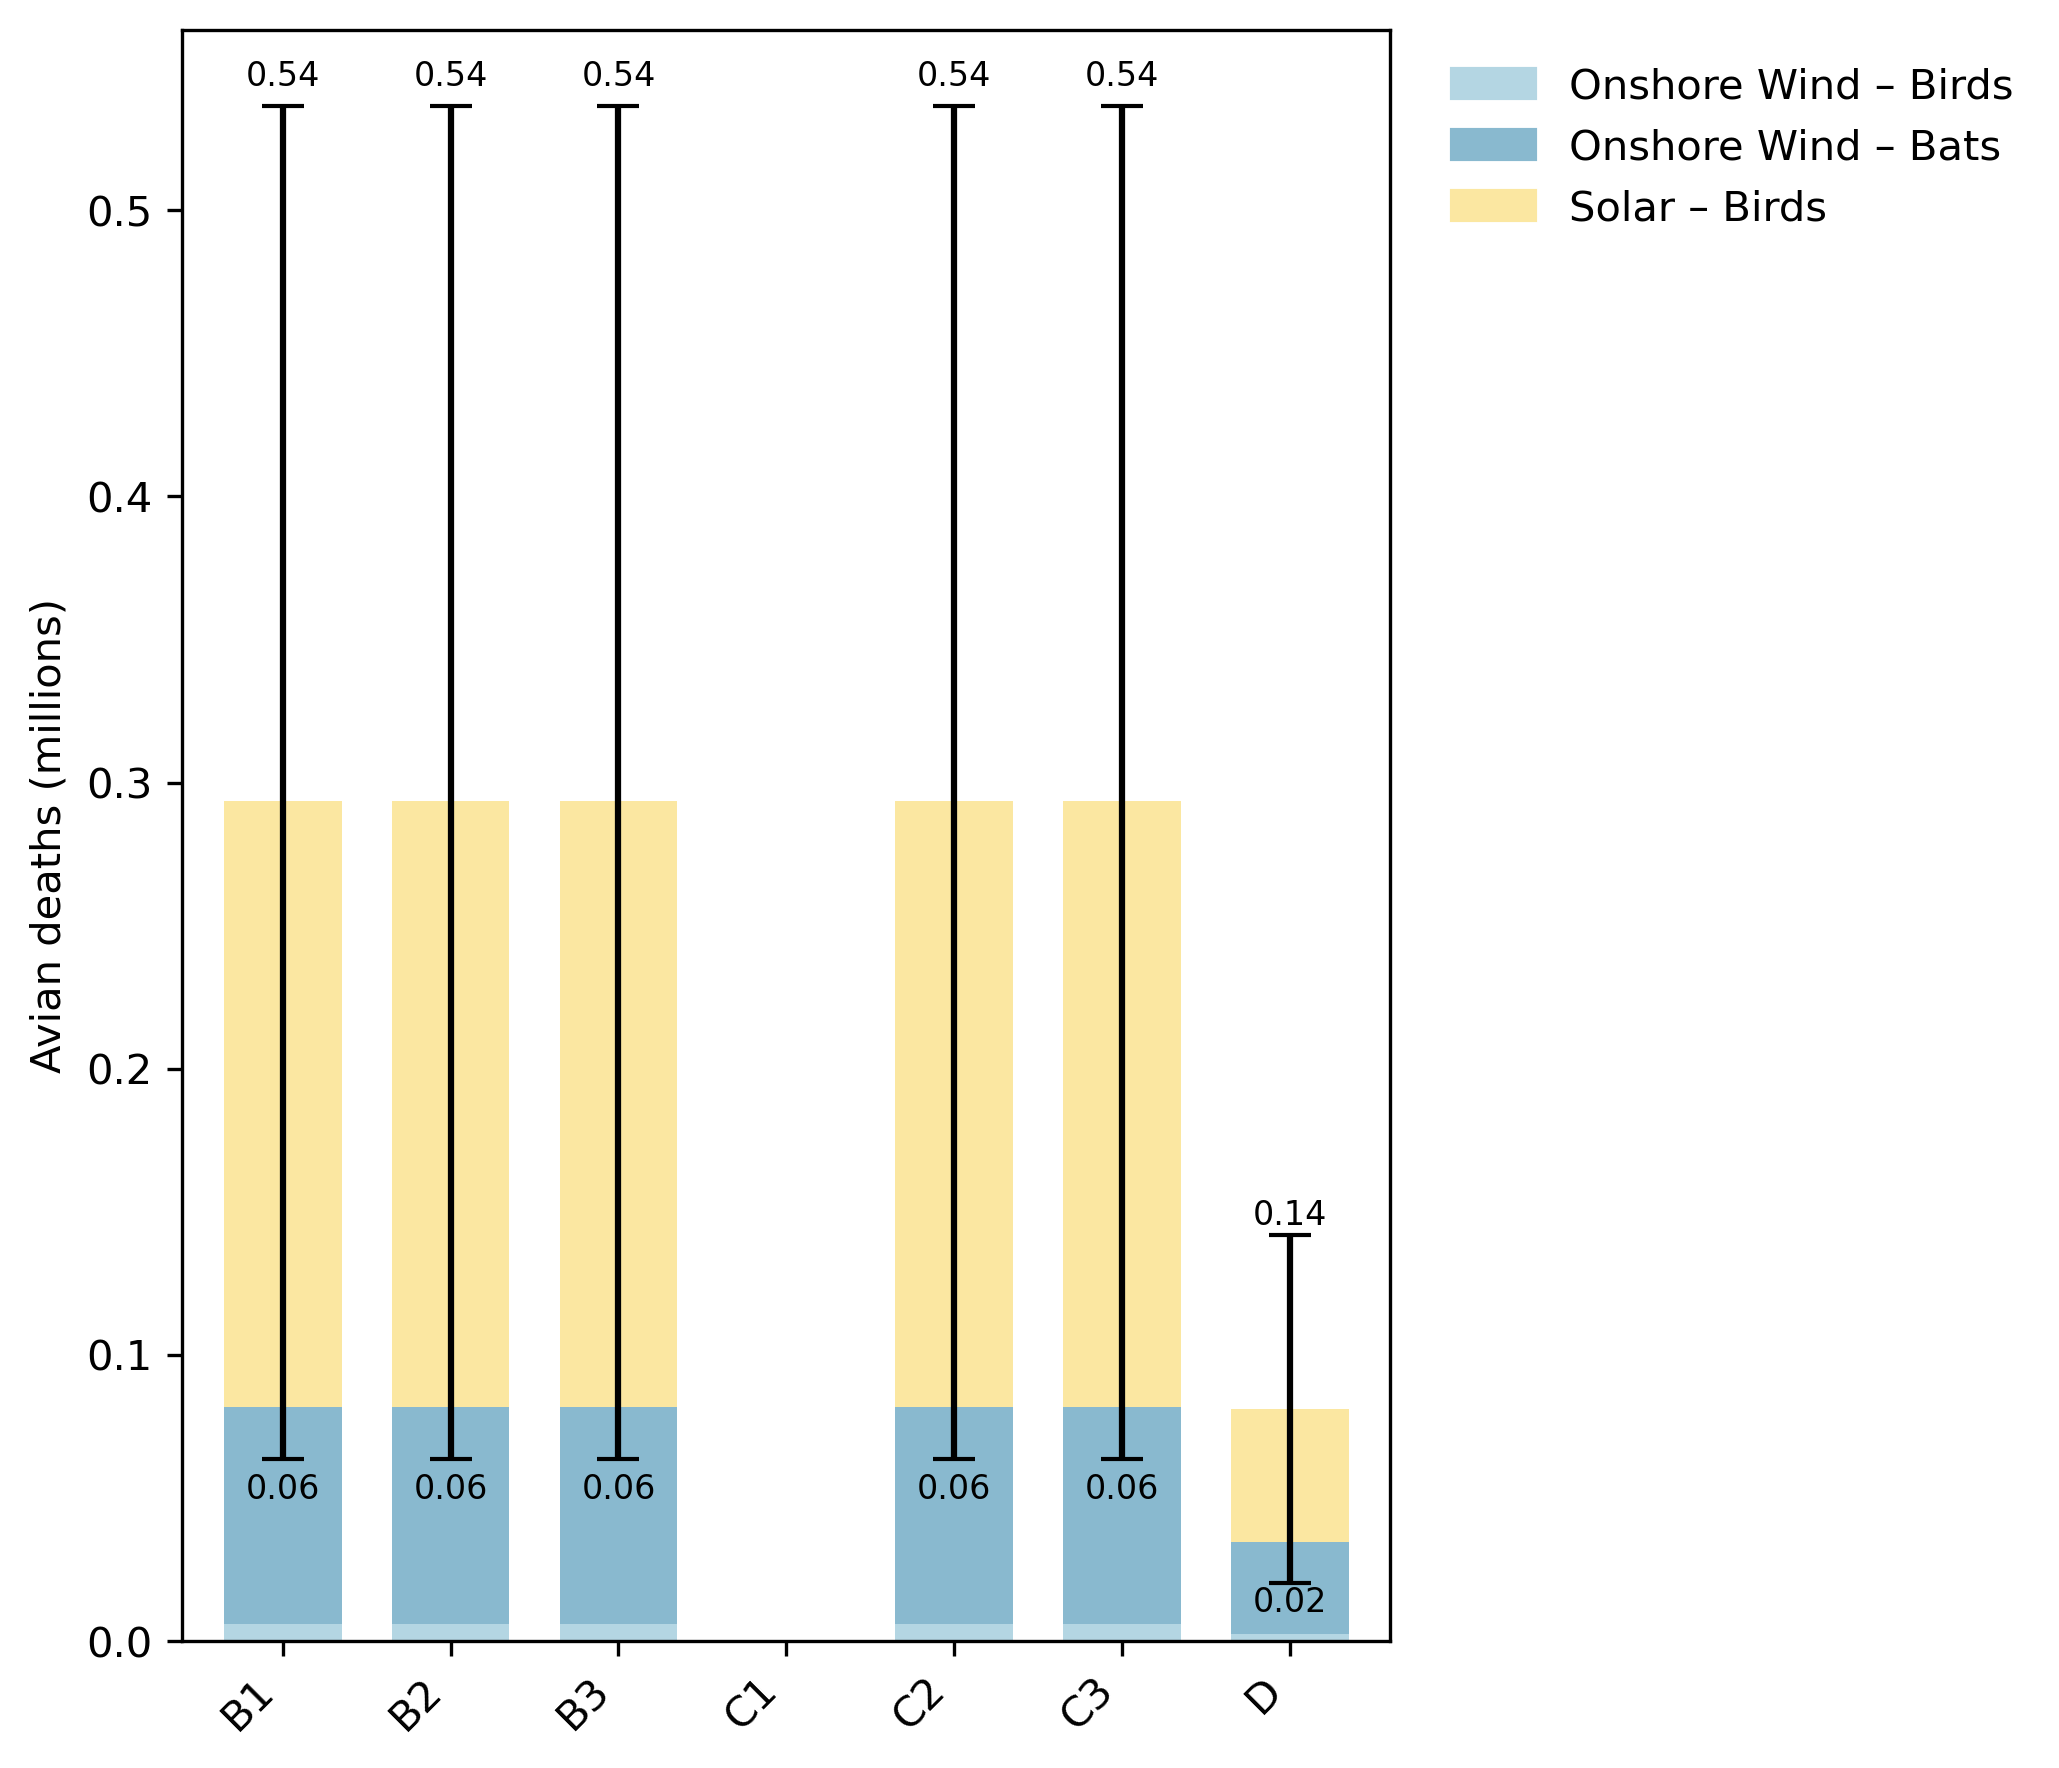 0.54 0.54 0.54 0.54 0.54
Onshore Wind – Birds
Onshore Wind – Bats
Solar – Birds
0.5
0.4
0.3
0.2
0.1
0.0
Avian deaths (millions)
0.14
0.06 0.06 0.06 0.06 0.06
0.02
B1 B2 B3 C1 C2 C3 D